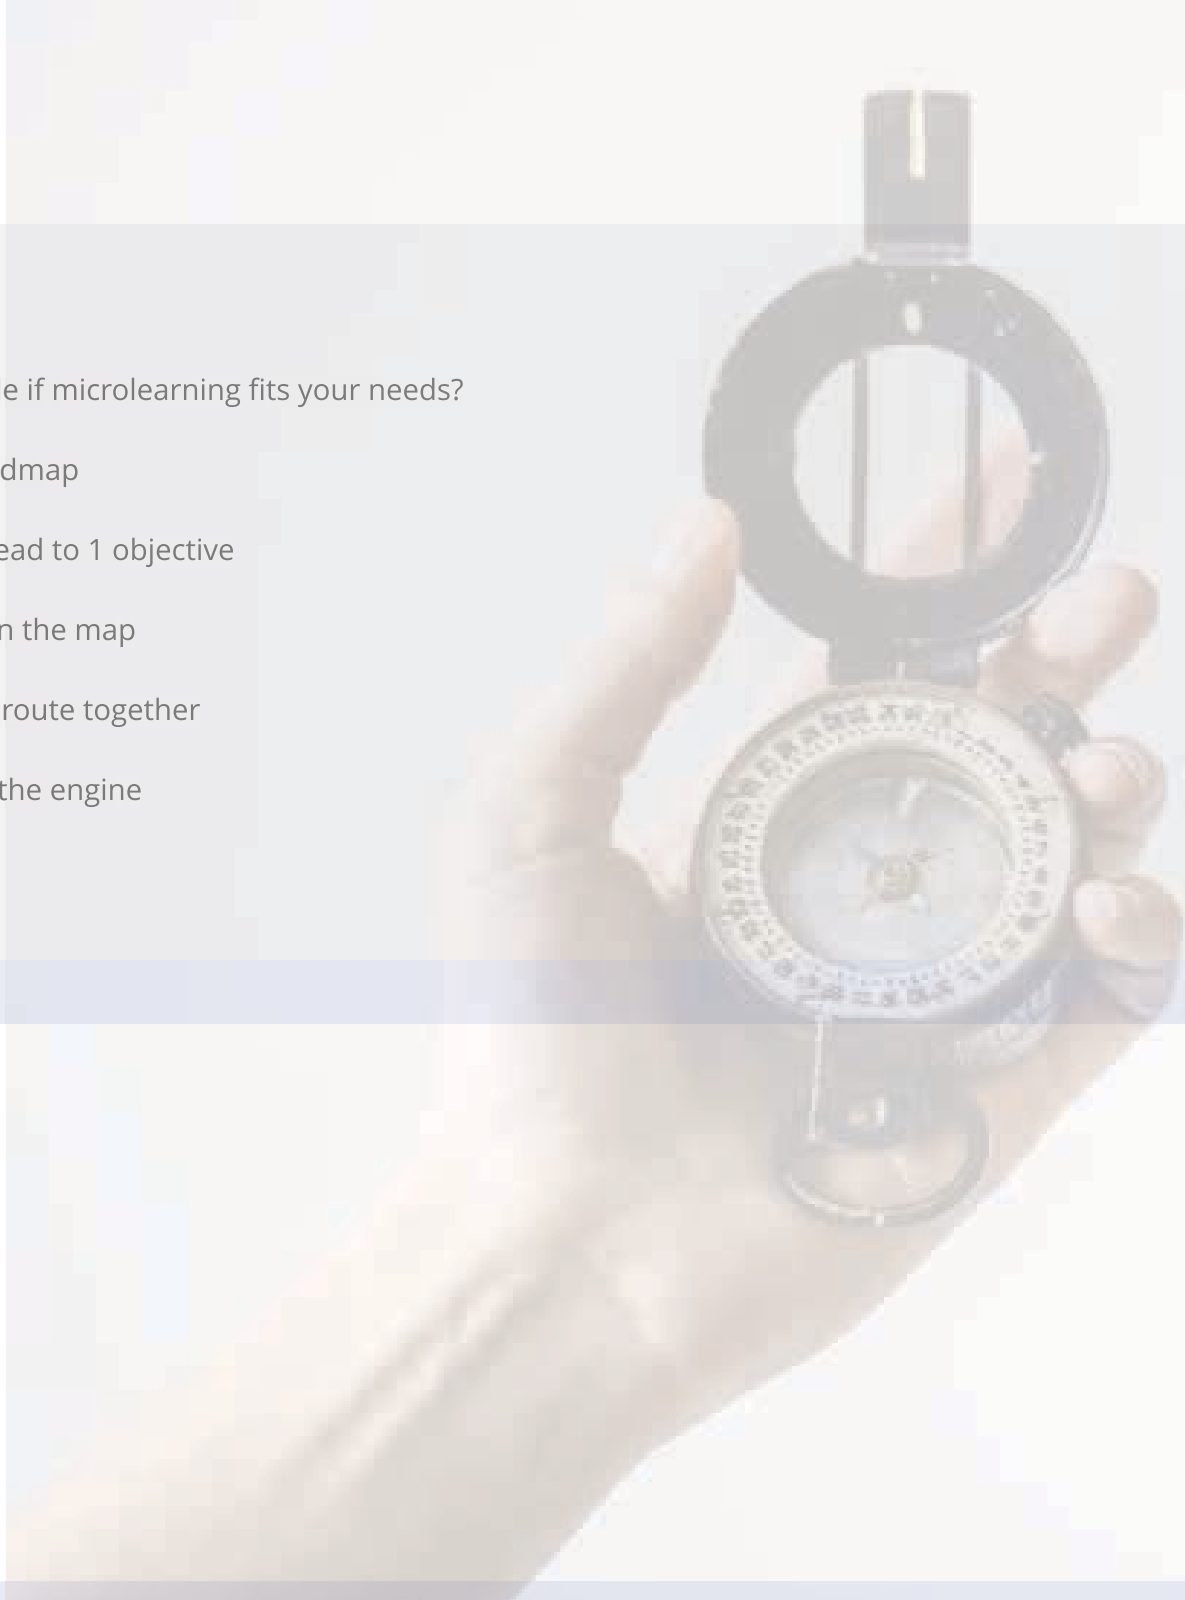 e if microlearning fits your needs?
dmap
ead to 1 objective
n the map
route together
the engine